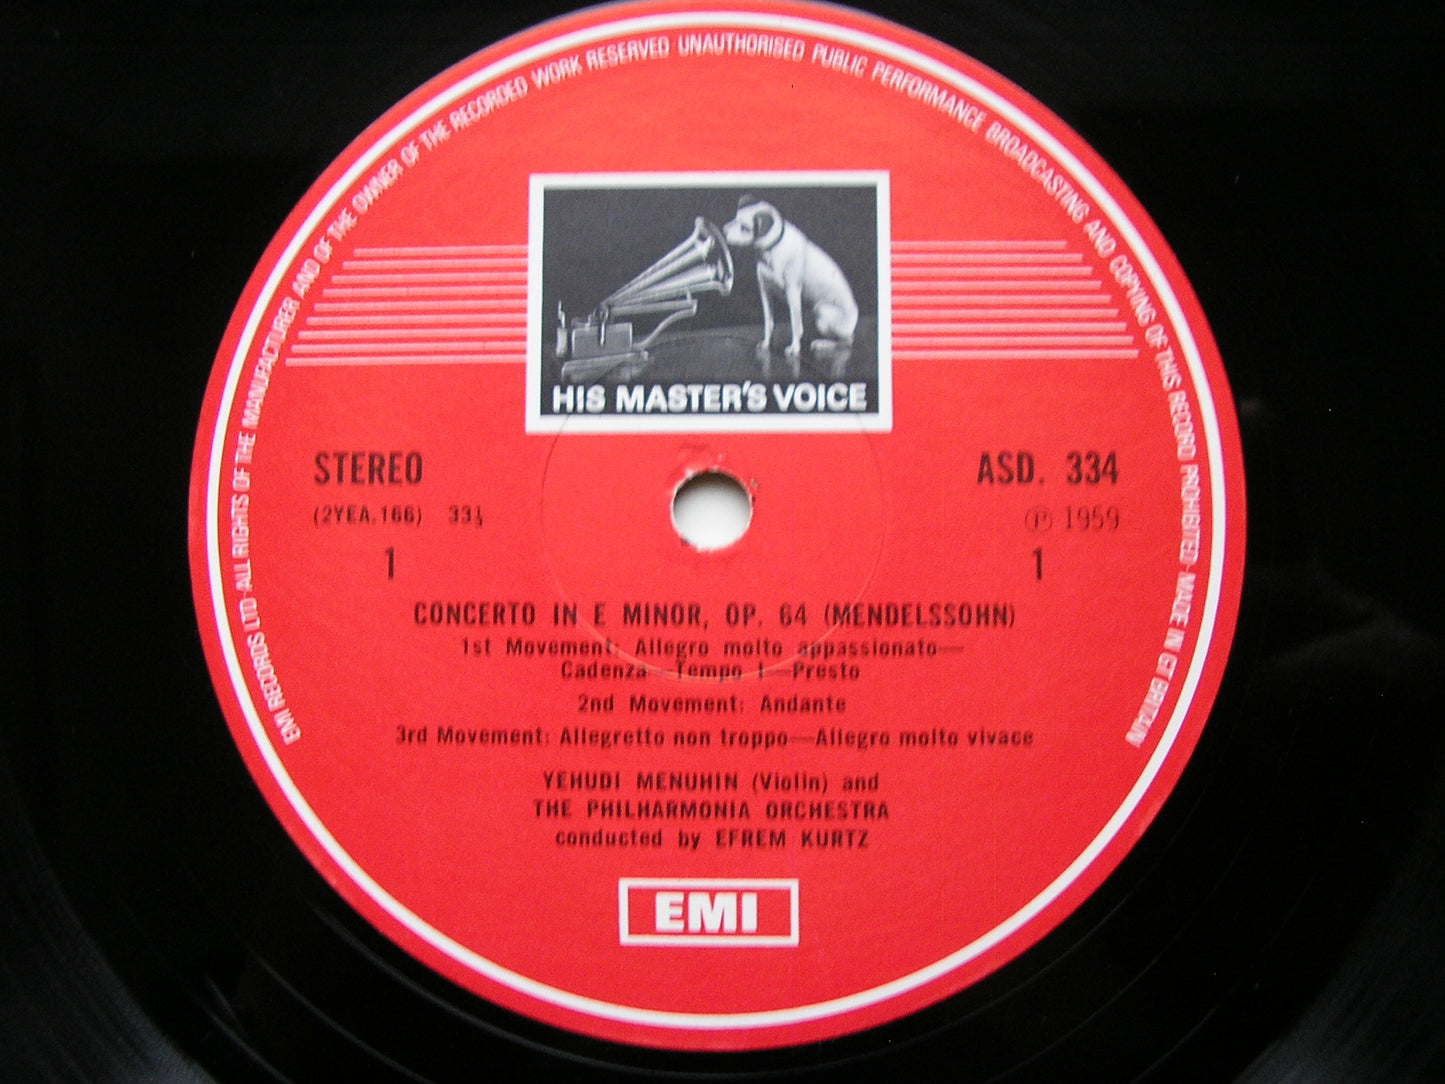 EMI RECORDS LTD · ALL RIGHTS OF THE MANUFACTURER AND OF THE OWNER OF THE RECORDED WORK RESERVED UNAUTHORISED PUBLIC PERFORMANCE BROADCASTING AND COPYING OF THIS RECORD PROHIBITED · MADE IN GT BRITAIN
HIS MASTER'S VOICE
STEREO ASD. 334
(2YEA.166) 33⅓ ℗ 1959
1 1
CONCERTO IN E MINOR, OP. 64 (MENDELSSOHN)
1st Movement: Allegro molto appassionato—
Cadenza—Tempo I—Presto
2nd Movement: Andante
3rd Movement: Allegretto non troppo—Allegro molto vivace
YEHUDI MENUHIN (Violin) and
THE PHILHARMONIA ORCHESTRA
conducted by EFREM KURTZ
EMI